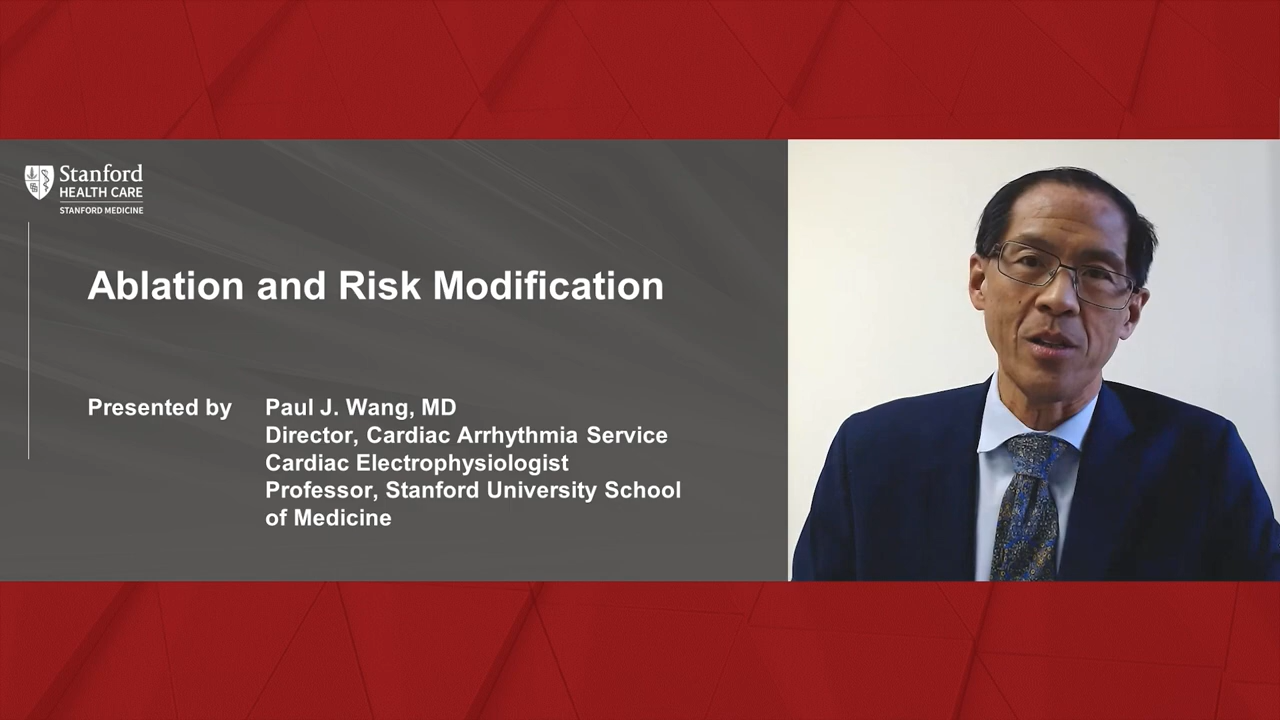 Stanford
HEALTH CARE
STANFORD MEDICINE
Ablation and Risk Modification
Presented by Paul J. Wang, MD
Director, Cardiac Arrhythmia Service
Cardiac Electrophysiologist
Professor, Stanford University School
of Medicine